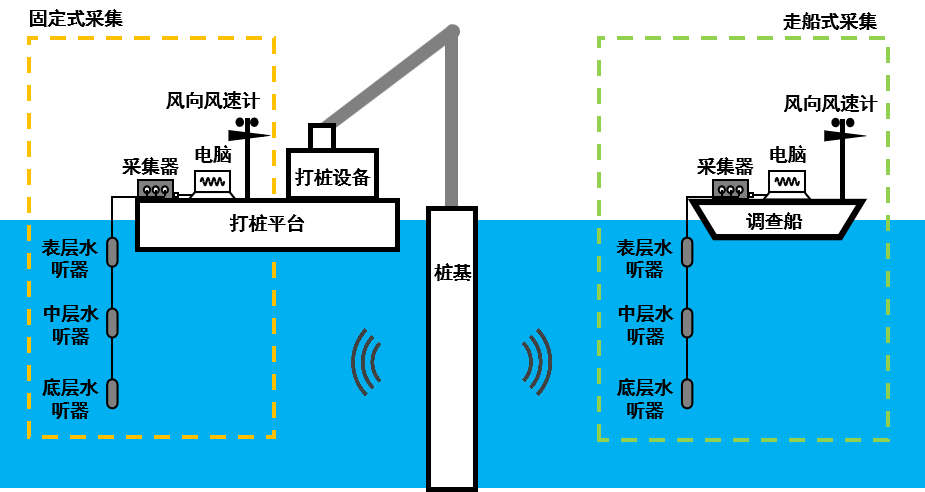 固定式采集
走船式采集
风向风速计
风向风速计
采集器
电脑
打桩设备
采集器
电脑
打桩平台
调查船
表层水
听器
桩基
表层水
听器
中层水
听器
中层水
听器
底层水
听器
底层水
听器